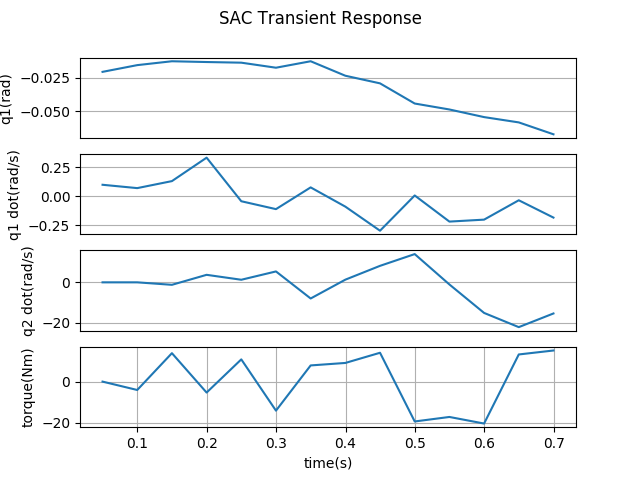 SAC Transient Response
q1(rad)
−0.025
−0.050
q1 dot(rad/s)
0.25
0.00
−0.25
q2 dot(rad/s)
0
−20
torque(Nm)
0
−20
0.1 0.2 0.3 0.4 0.5 0.6 0.7
time(s)